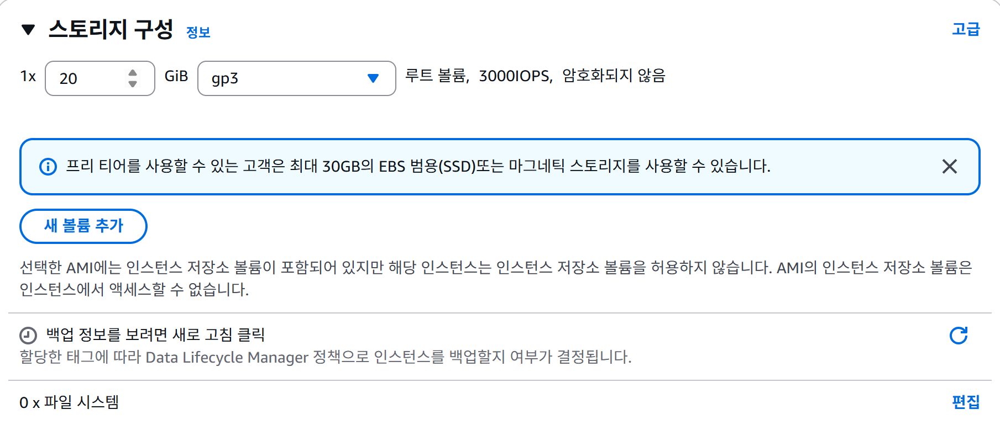 스토리지 구성 정보 고급
1x 20 GiB gp3 루트 볼륨, 3000IOPS, 암호화되지 않음
프리 티어를 사용할 수 있는 고객은 최대 30GB의 EBS 범용(SSD)또는 마그네틱 스토리지를 사용할 수 있습니다.
새 볼륨 추가
선택한 AMI에는 인스턴스 저장소 볼륨이 포함되어 있지만 해당 인스턴스는 인스턴스 저장소 볼륨을 허용하지 않습니다. AMI의 인스턴스 저장소 볼륨은
인스턴스에서 액세스할 수 없습니다.
백업 정보를 보려면 새로 고침 클릭
할당한 태그에 따라 Data Lifecycle Manager 정책으로 인스턴스를 백업할지 여부가 결정됩니다.
0 x 파일 시스템 편집